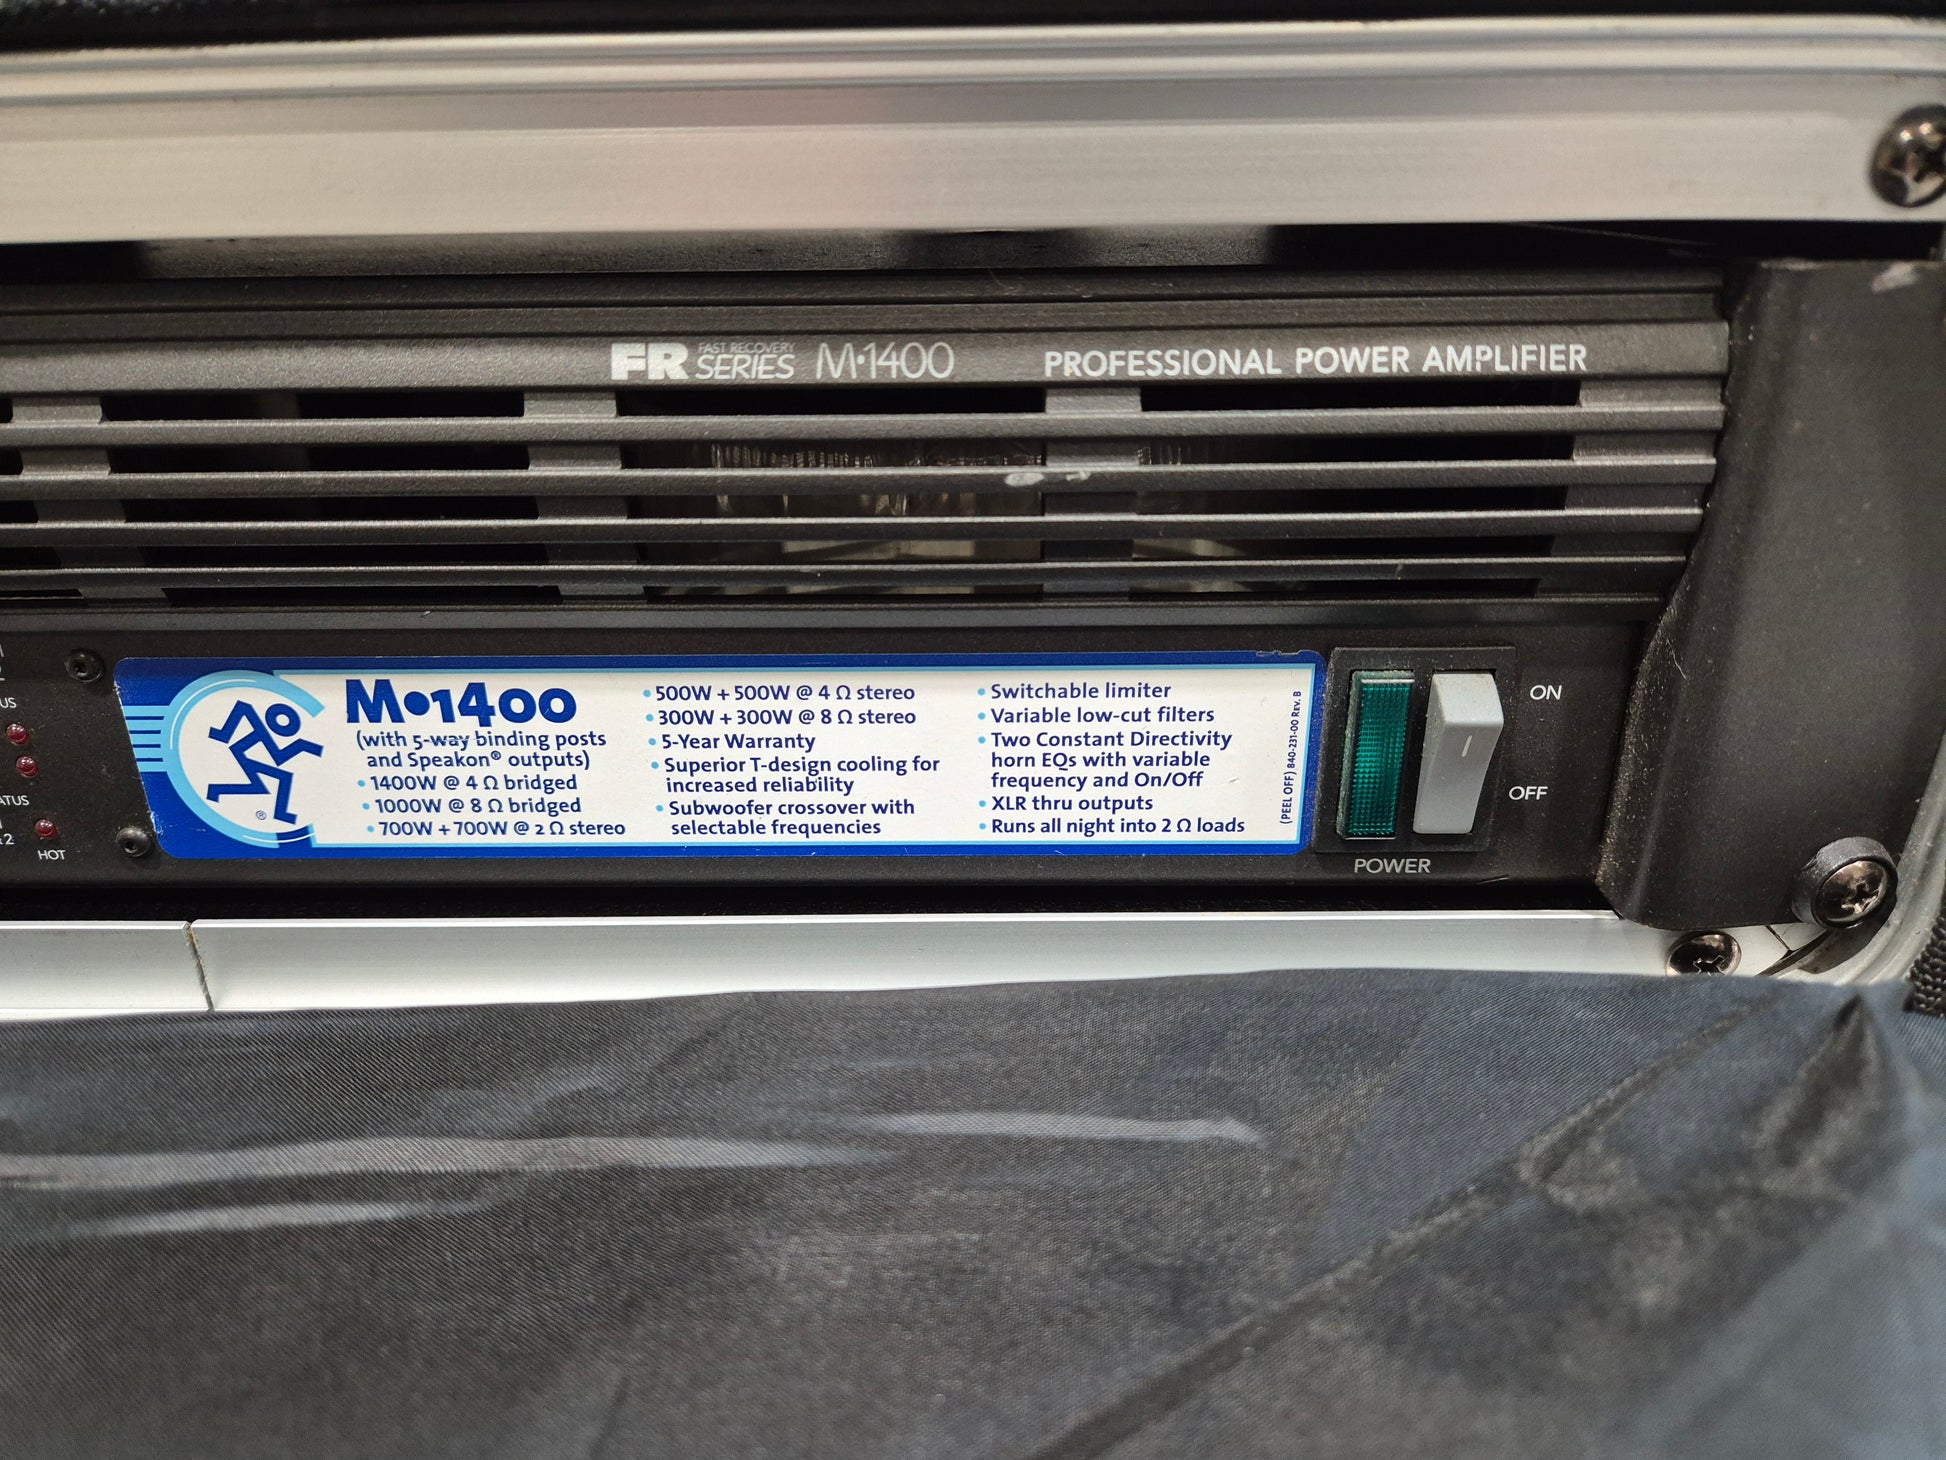 FR FAST RECOVERY SERIES M•1400 PROFESSIONAL POWER AMPLIFIER
M•1400
(with 5-way binding posts
and Speakon® outputs)
• 1400W @ 4 Ω bridged
• 1000W @ 8 Ω bridged
• 700W + 700W @ 2 Ω stereo
• 500W + 500W @ 4 Ω stereo
• 300W + 300W @ 8 Ω stereo
• 5-Year Warranty
• Superior T-design cooling for
increased reliability
• Subwoofer crossover with
selectable frequencies
• Switchable limiter
• Variable low-cut filters
• Two Constant Directivity
horn EQs with variable
frequency and On/Off
• XLR thru outputs
• Runs all night into 2 Ω loads
(PEEL OFF) 840-231-00 REV. B
®
ON
OFF
POWER
HOT